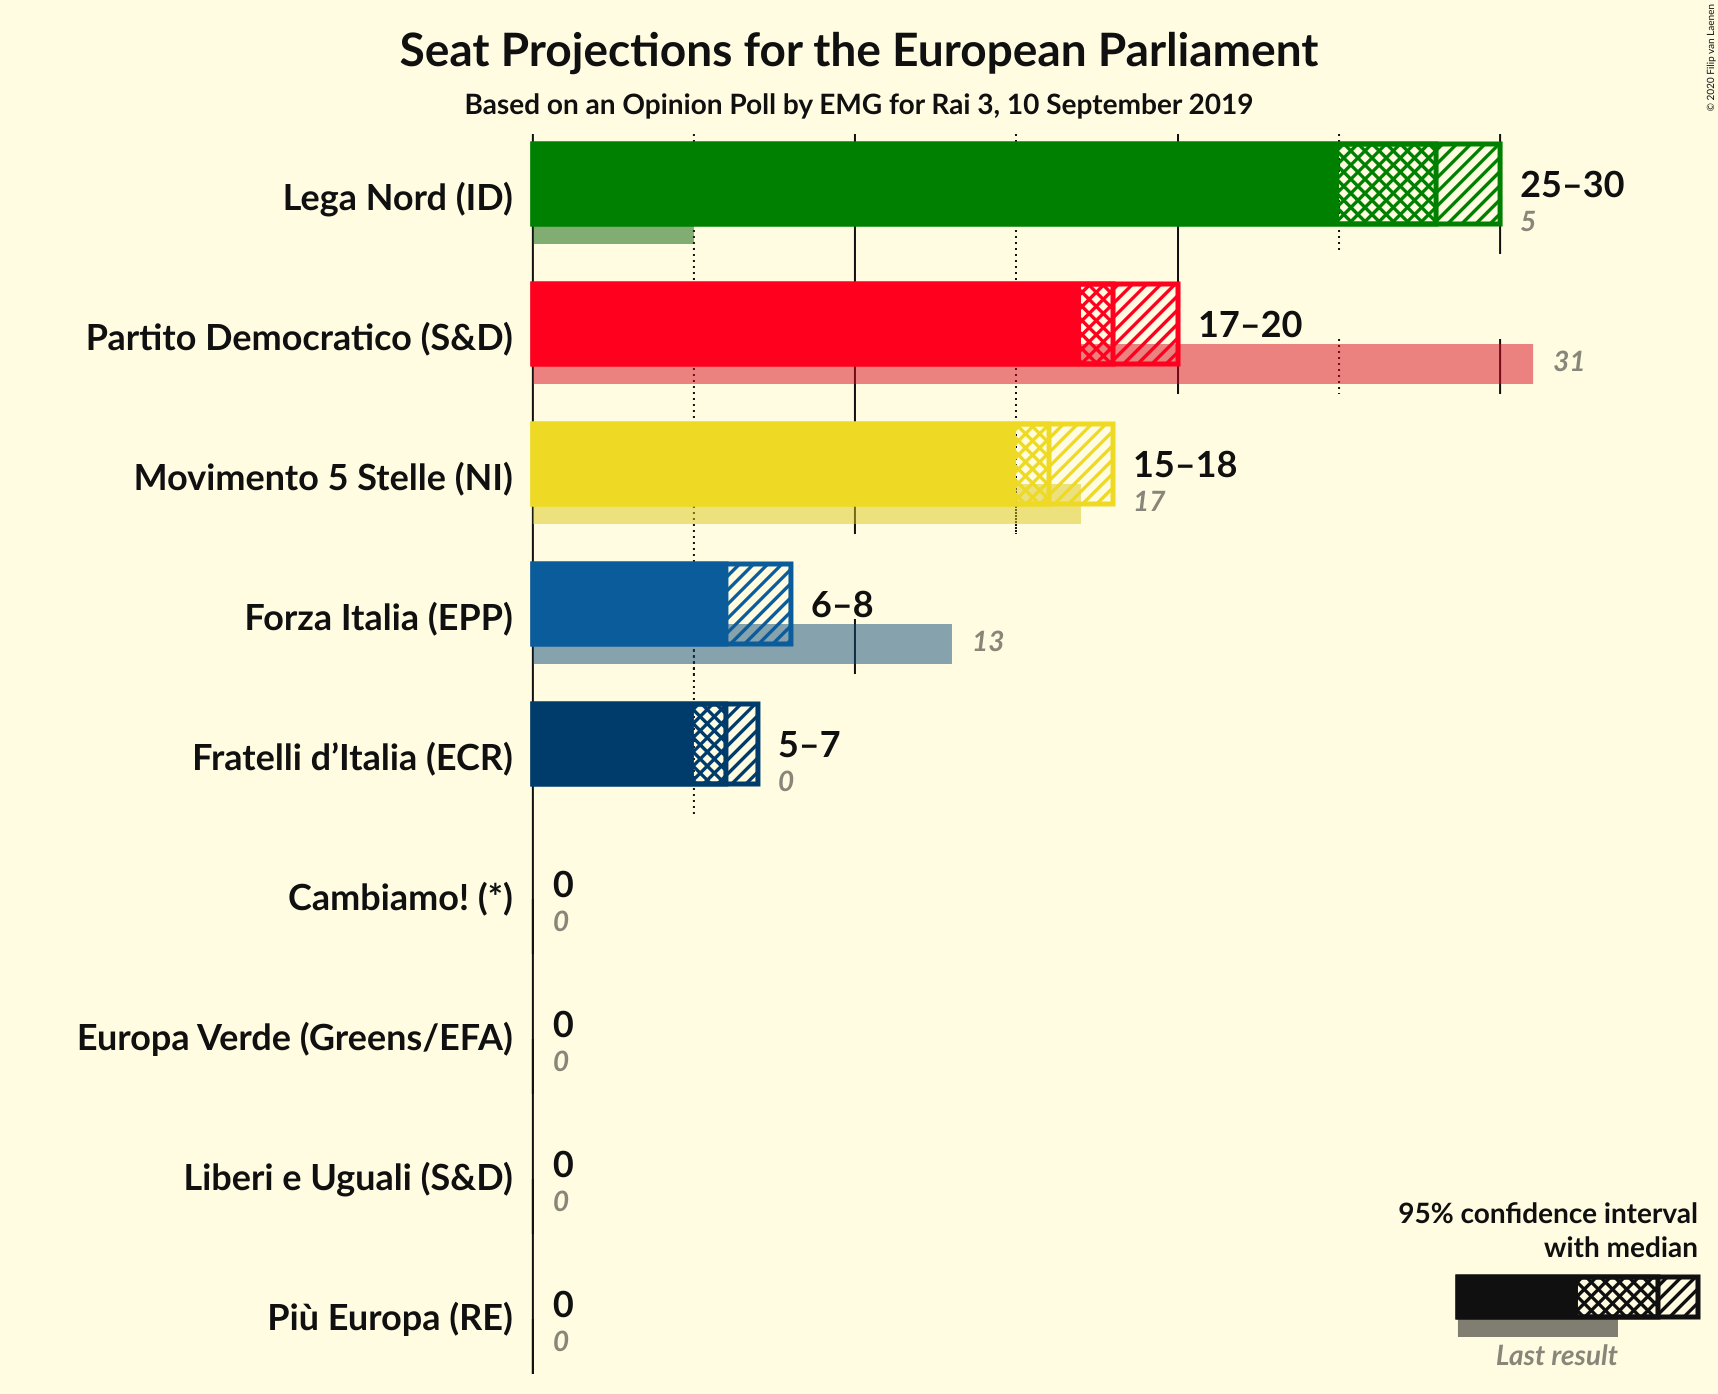 Seat Projections for the European Parliament
Based on an Opinion Poll by EMG for Rai 3, 10 September 2019
© 2020 Filip van Laenen
Lega Nord (ID)
25–30
5
Partito Democratico (S&D)
17–20
31
Movimento 5 Stelle (NI)
15–18
17
Forza Italia (EPP)
6–8
13
Fratelli d’Italia (ECR)
5–7
0
Cambiamo! (*)
0
0
Europa Verde (Greens/EFA)
0
0
Liberi e Uguali (S&D)
0
0
Più Europa (RE)
0
0
95% confidence interval
with median
Last result